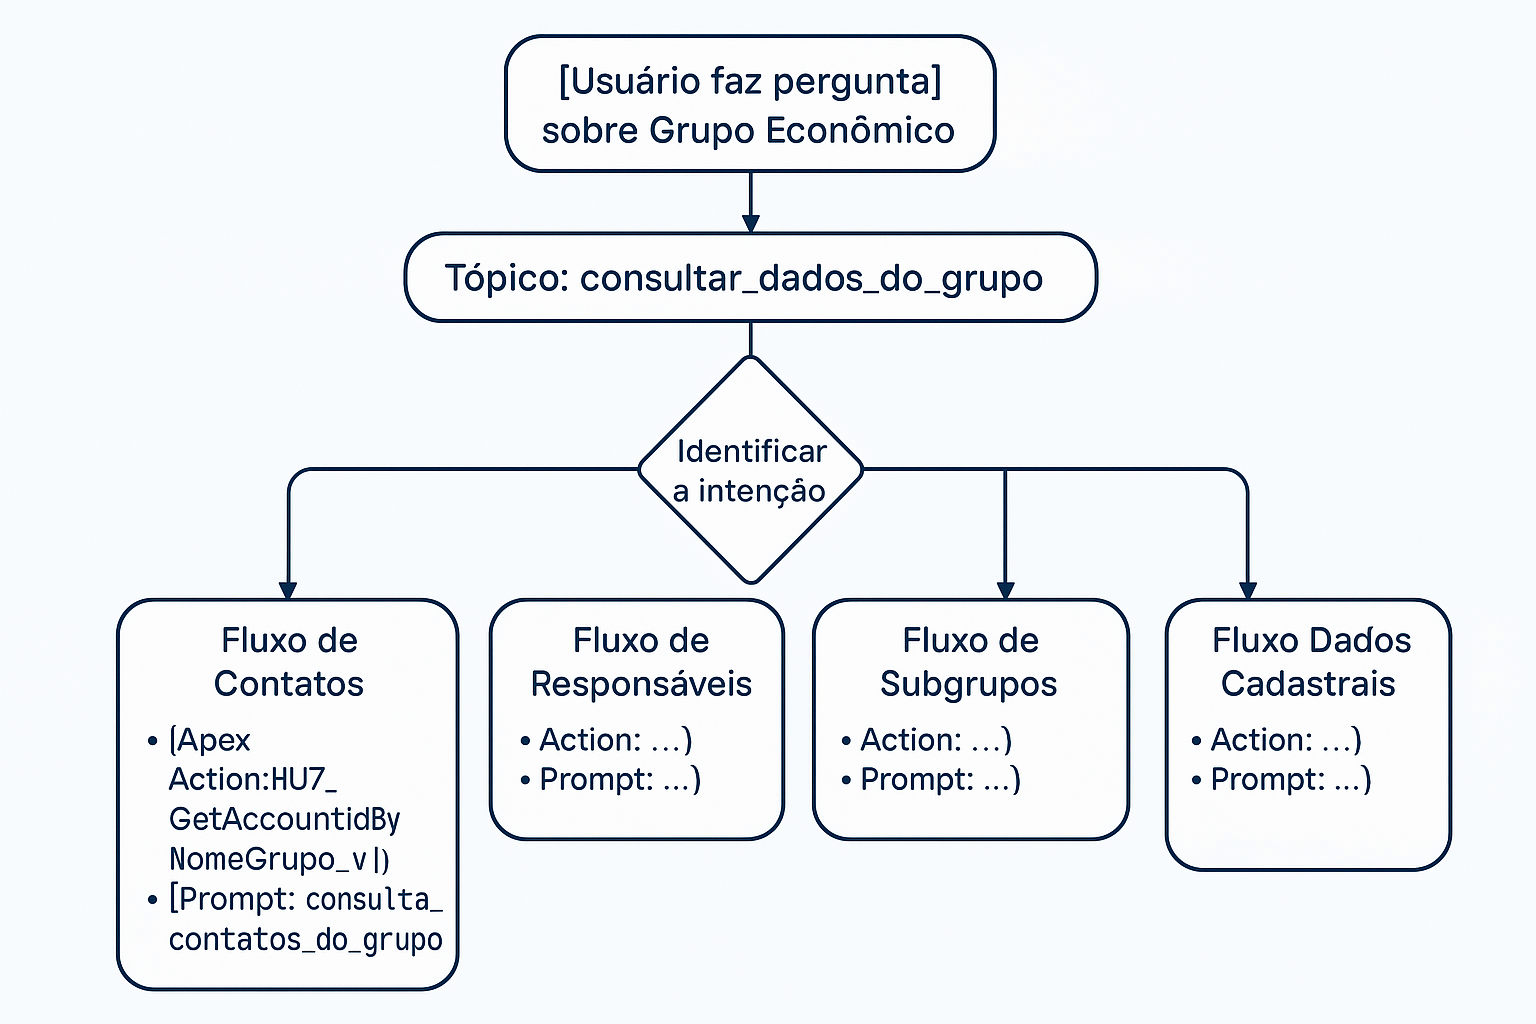 [Usuário faz pergunta]
sobre Grupo Econômico
Tópico: consultar_dados_do_grupo
Identificar
a intenção
Fluxo de
Contatos
• (Apex
Action:HU7_
GetAccountidBy
NomeGrupo_v|)
• [Prompt: consulta_
contatos_do_grupo
Fluxo de
Responsáveis
• Action: ...)
• Prompt: ...)
Fluxo de
Subgrupos
• Action: ...)
• Prompt: ...)
Fluxo Dados
Cadastrais
• Action: ...)
• Prompt: ...)